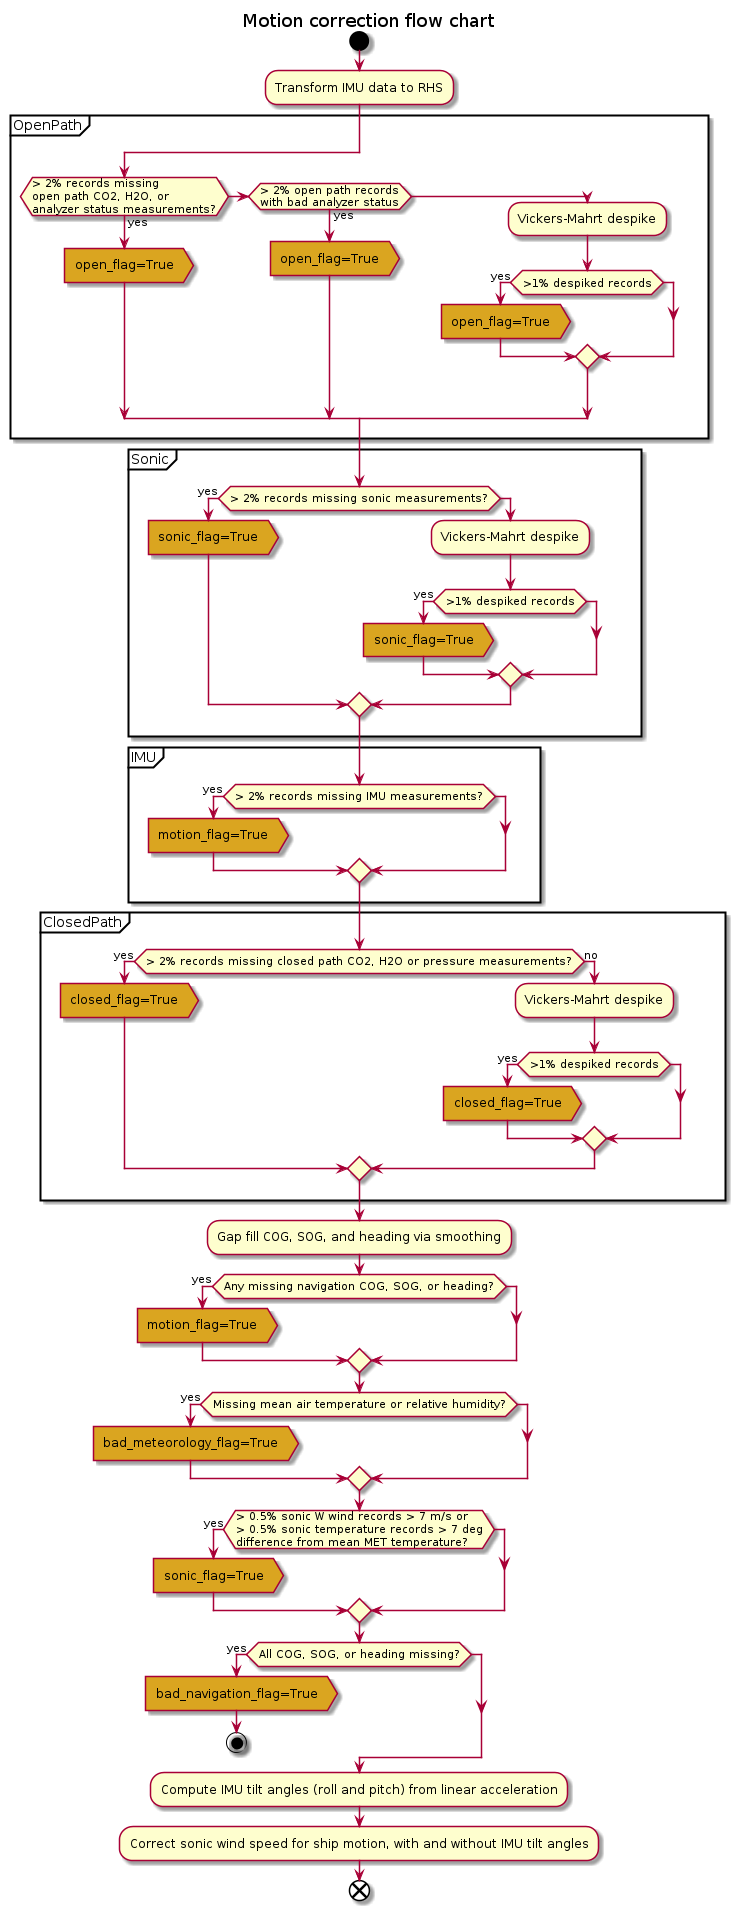 Motion correction flow chart
Transform IMU data to RHS
OpenPath
> 2% records missing
open path CO2, H2O, or
analyzer status measurements?
yes
open_flag=True
> 2% open path records
with bad analyzer status
yes
open_flag=True
Vickers-Mahrt despike
yes
>1% despiked records
open_flag=True
Sonic
yes
> 2% records missing sonic measurements?
sonic_flag=True
Vickers-Mahrt despike
yes
>1% despiked records
sonic_flag=True
IMU
yes
> 2% records missing IMU measurements?
motion_flag=True
ClosedPath
yes
> 2% records missing closed path CO2, H2O or pressure measurements?
no
closed_flag=True
Vickers-Mahrt despike
yes
>1% despiked records
closed_flag=True
Gap fill COG, SOG, and heading via smoothing
yes
Any missing navigation COG, SOG, or heading?
motion_flag=True
yes
Missing mean air temperature or relative humidity?
bad_meteorology_flag=True
yes
> 0.5% sonic W wind records > 7 m/s or
> 0.5% sonic temperature records > 7 deg
difference from mean MET temperature?
sonic_flag=True
yes
All COG, SOG, or heading missing?
bad_navigation_flag=True
Compute IMU tilt angles (roll and pitch) from linear acceleration
Correct sonic wind speed for ship motion, with and without IMU tilt angles